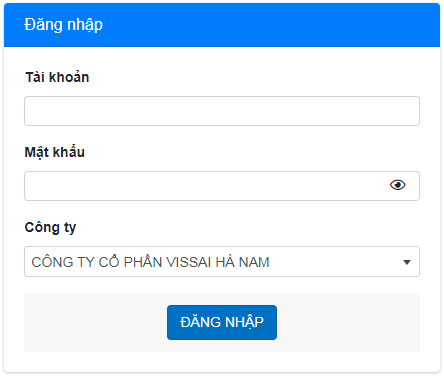 Đăng nhập
Tài khoản
Mật khẩu
Công ty
CÔNG TY CỔ PHẦN VISSAI HÀ NAM
ĐĂNG NHẬP